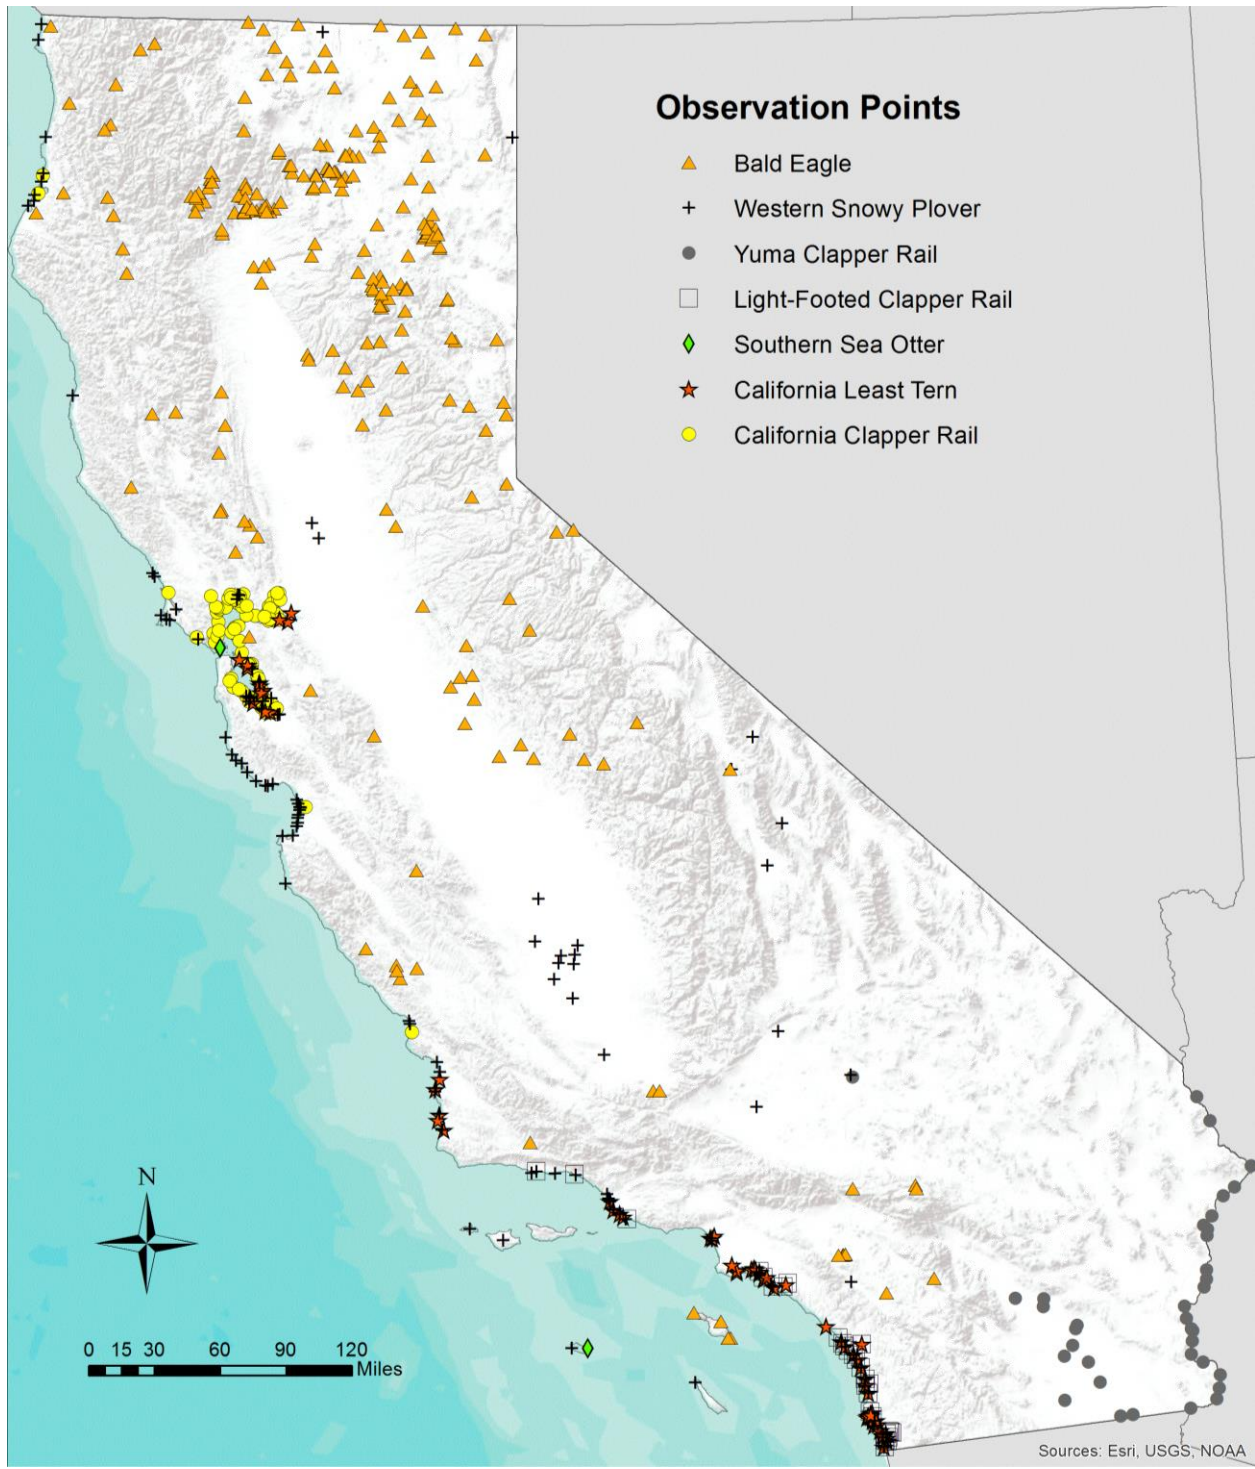 Observation Points
Bald Eagle
Western Snowy Plover
Yuma Clapper Rail
Light-Footed Clapper Rail
Southern Sea Otter
California Least Tern
California Clapper Rail
N
0 15 30 60 90 120
Miles
Sources: Esri, USGS, NOAA